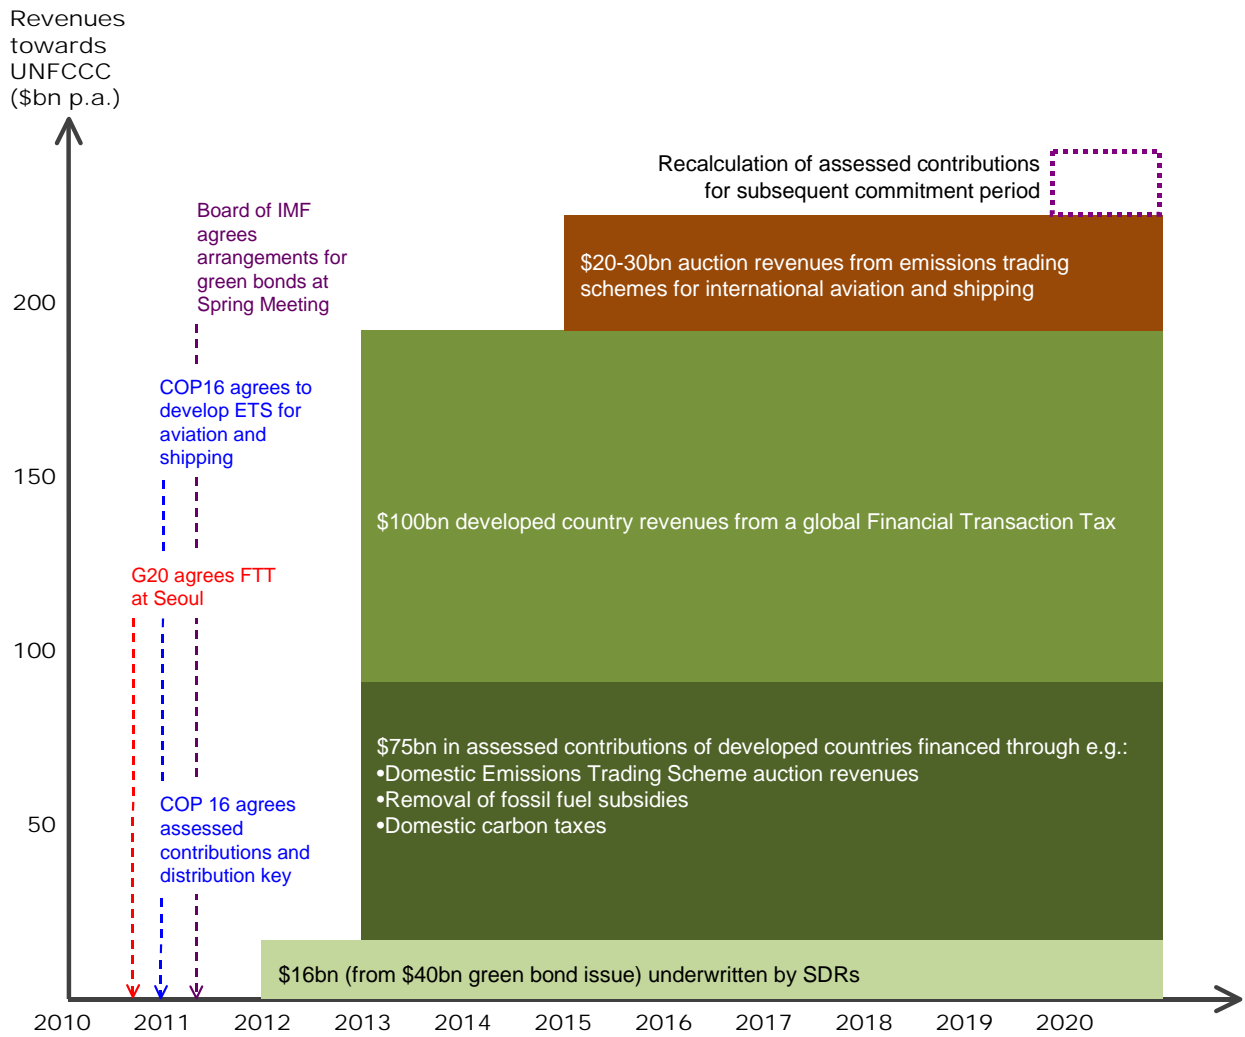 Revenues
towards
UNFCCC
($bn p.a.)
Recalculation of assessed contributions
for subsequent commitment period
Board of IMF
agrees
arrangements for
green bonds at
Spring Meeting
$20-30bn auction revenues from emissions trading
schemes for international aviation and shipping
200
COP16 agrees to
develop ETS for
aviation and
shipping
150
$100bn developed country revenues from a global Financial Transaction Tax
G20 agrees FTT
at Seoul
100
$75bn in assessed contributions of developed countries financed through e.g.:
•Domestic Emissions Trading Scheme auction revenues
•Removal of fossil fuel subsidies
•Domestic carbon taxes
50
COP 16 agrees
assessed
contributions and
distribution key
$16bn (from $40bn green bond issue) underwritten by SDRs
2010 2011 2012 2013 2014 2015 2016 2017 2018 2019 2020